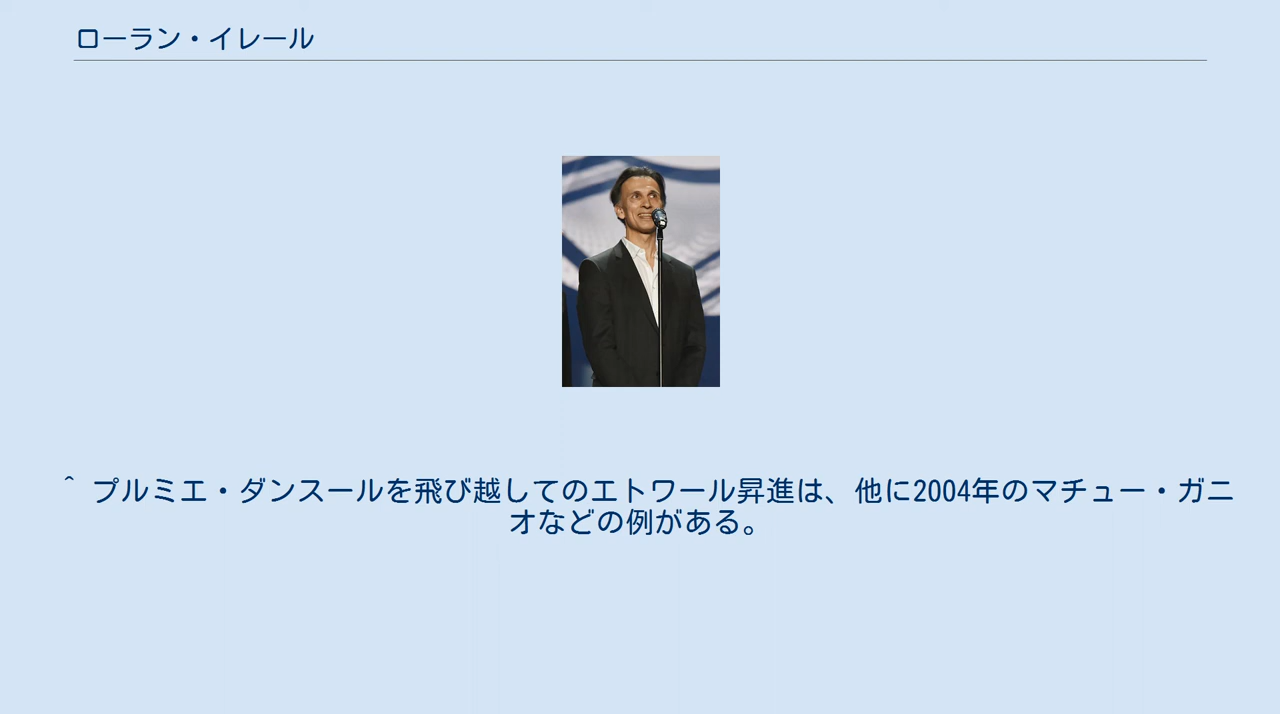 ローラン・イレール
^ プルミエ・ダンスールを飛び越してのエトワール昇進は、他に2004年のマチュー・ガニ
オなどの例がある。